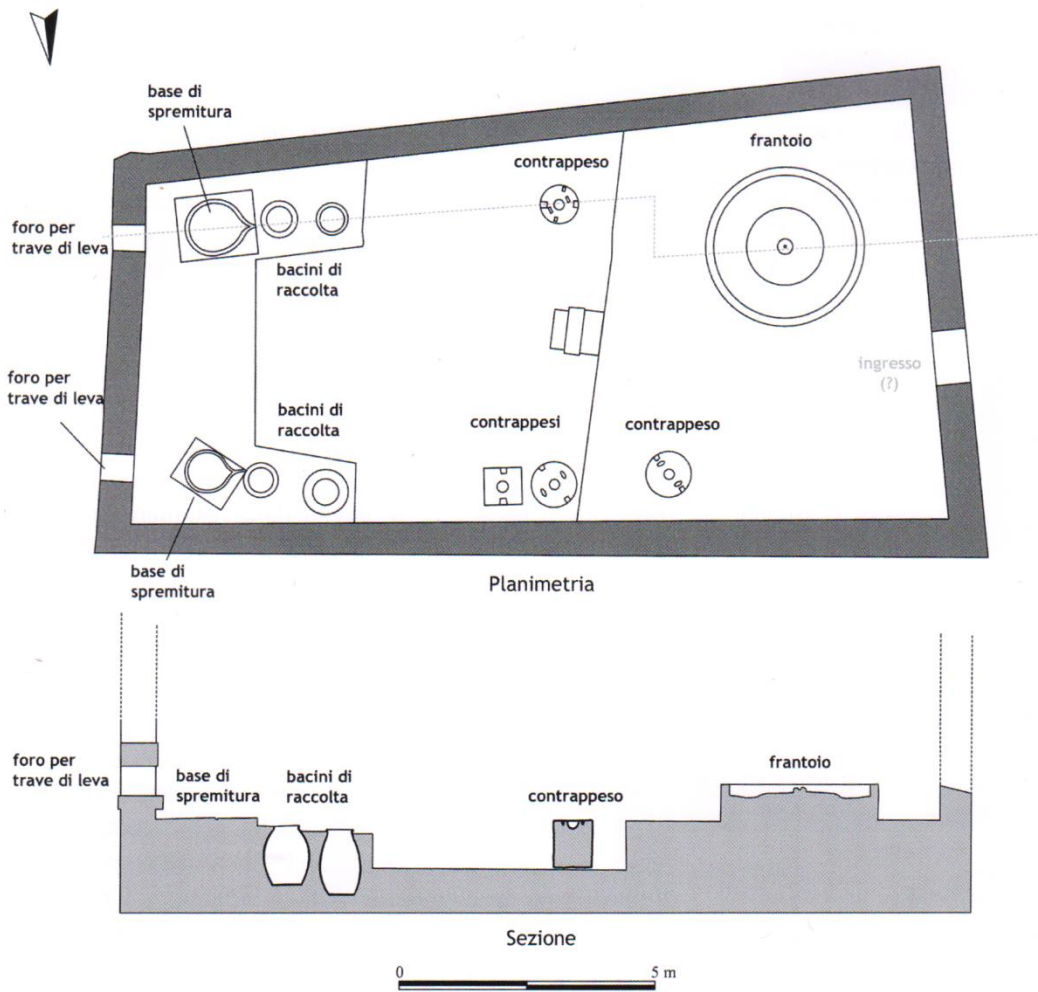 base di
spremitura
contrappeso
frantoio
foro per
trave di leva
bacini di
raccolta
ingresso
(?)
foro per
trave di leva
bacini di
raccolta
contrappesi
contrappeso
base di
spremitura
Planimetria
foro per
trave di leva
base di
spremitura
bacini di
raccolta
contrappeso
frantoio
Sezione
0
5 m